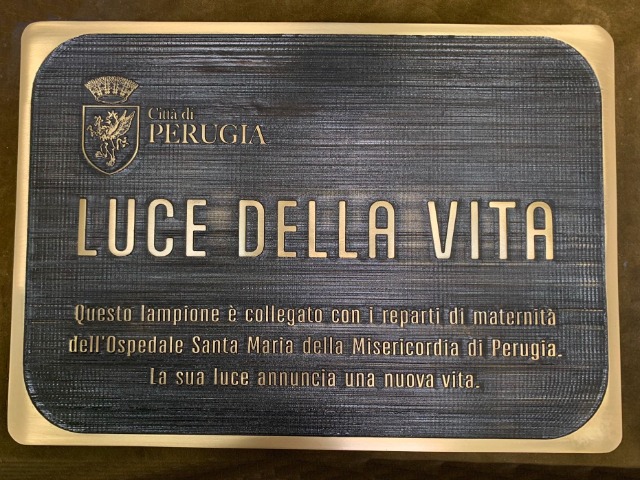 Città di
PERUGIA
LUCE DELLA VITA
Questo lampione è collegato con i reparti di maternità
dell'Ospedale Santa Maria della Misericordia di Perugia.
La sua luce annuncia una nuova vita.